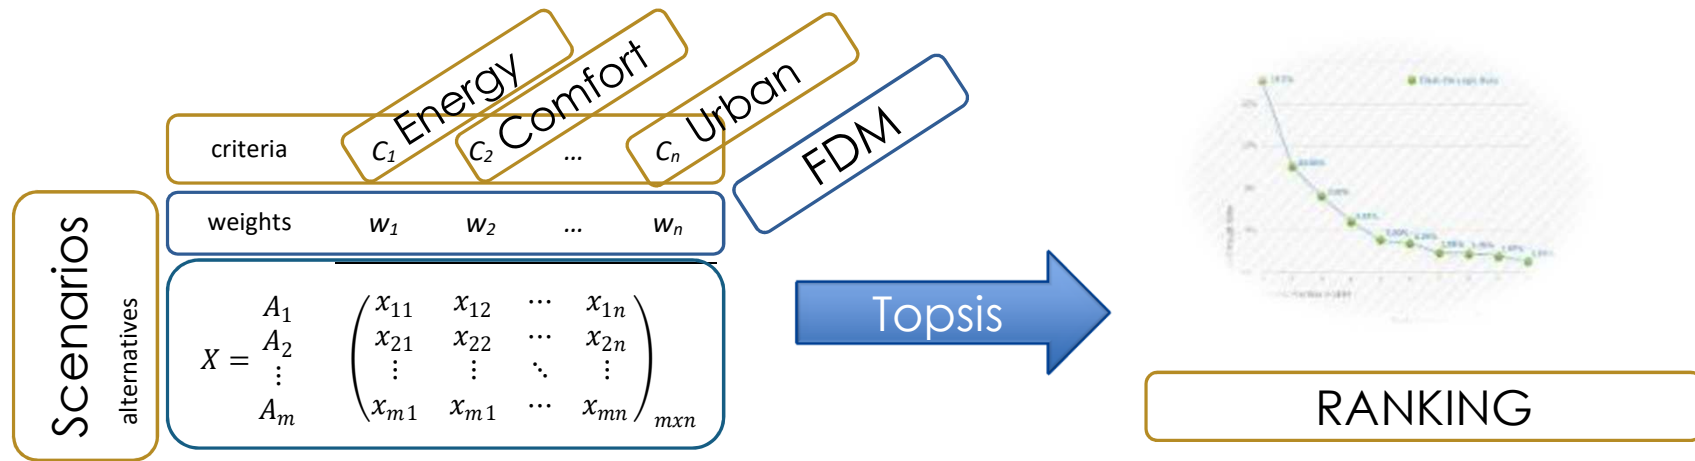 Energy
Comfort
Urban
FDM
criteria C1 C2 ... Cn
weights w1 w2 ... wn
Scenarios
alternatives
X =
A1 x11 x12 ⋯ x1n
A2 x21 x22 ⋯ x2n
⋮ ⋮ ⋮ ⋱ ⋮
Am xm1 xm1 ⋯ xmn
mxn
Topsis
RANKING